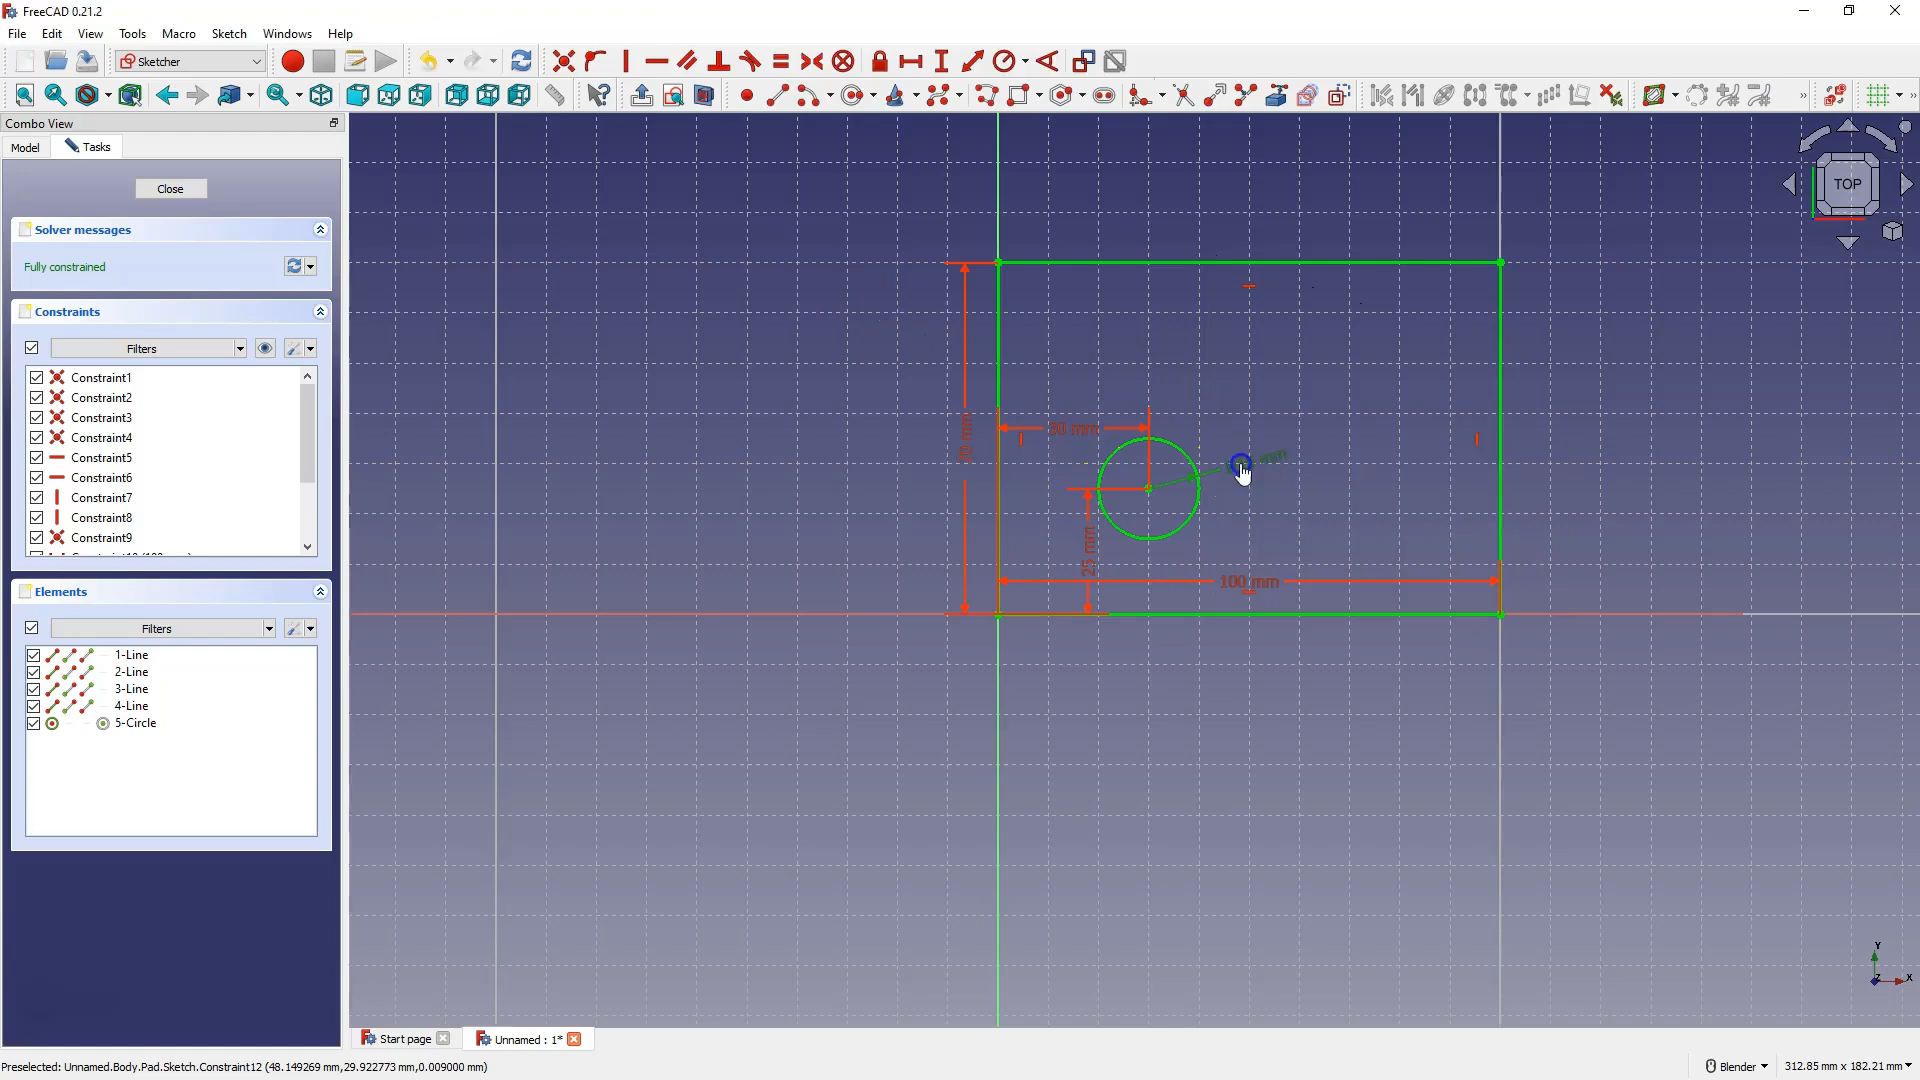 FreeCAD 0.21.2
File Edit View Tools Macro Sketch Windows Help
Sketcher
Combo View
Model Tasks
TOP
Close
Solver messages
Fully constrained
Constraints
Filters
Constraint1
Constraint2
Constraint3
Constraint4
Constraint5
Constraint6
Constraint7
Constraint8
Constraint9
70 mm
30 mm
mm
25 mm
100 mm
Elements
Filters
1-Line
2-Line
3-Line
4-Line
5-Circle
Y
Z X
Start page Unnamed : 1*
Preselected: Unnamed.Body.Pad.Sketch.Constraint12 (48.149269 mm,29.922773 mm,0.009000 mm)
Blender 312.85 mm x 182.21 mm